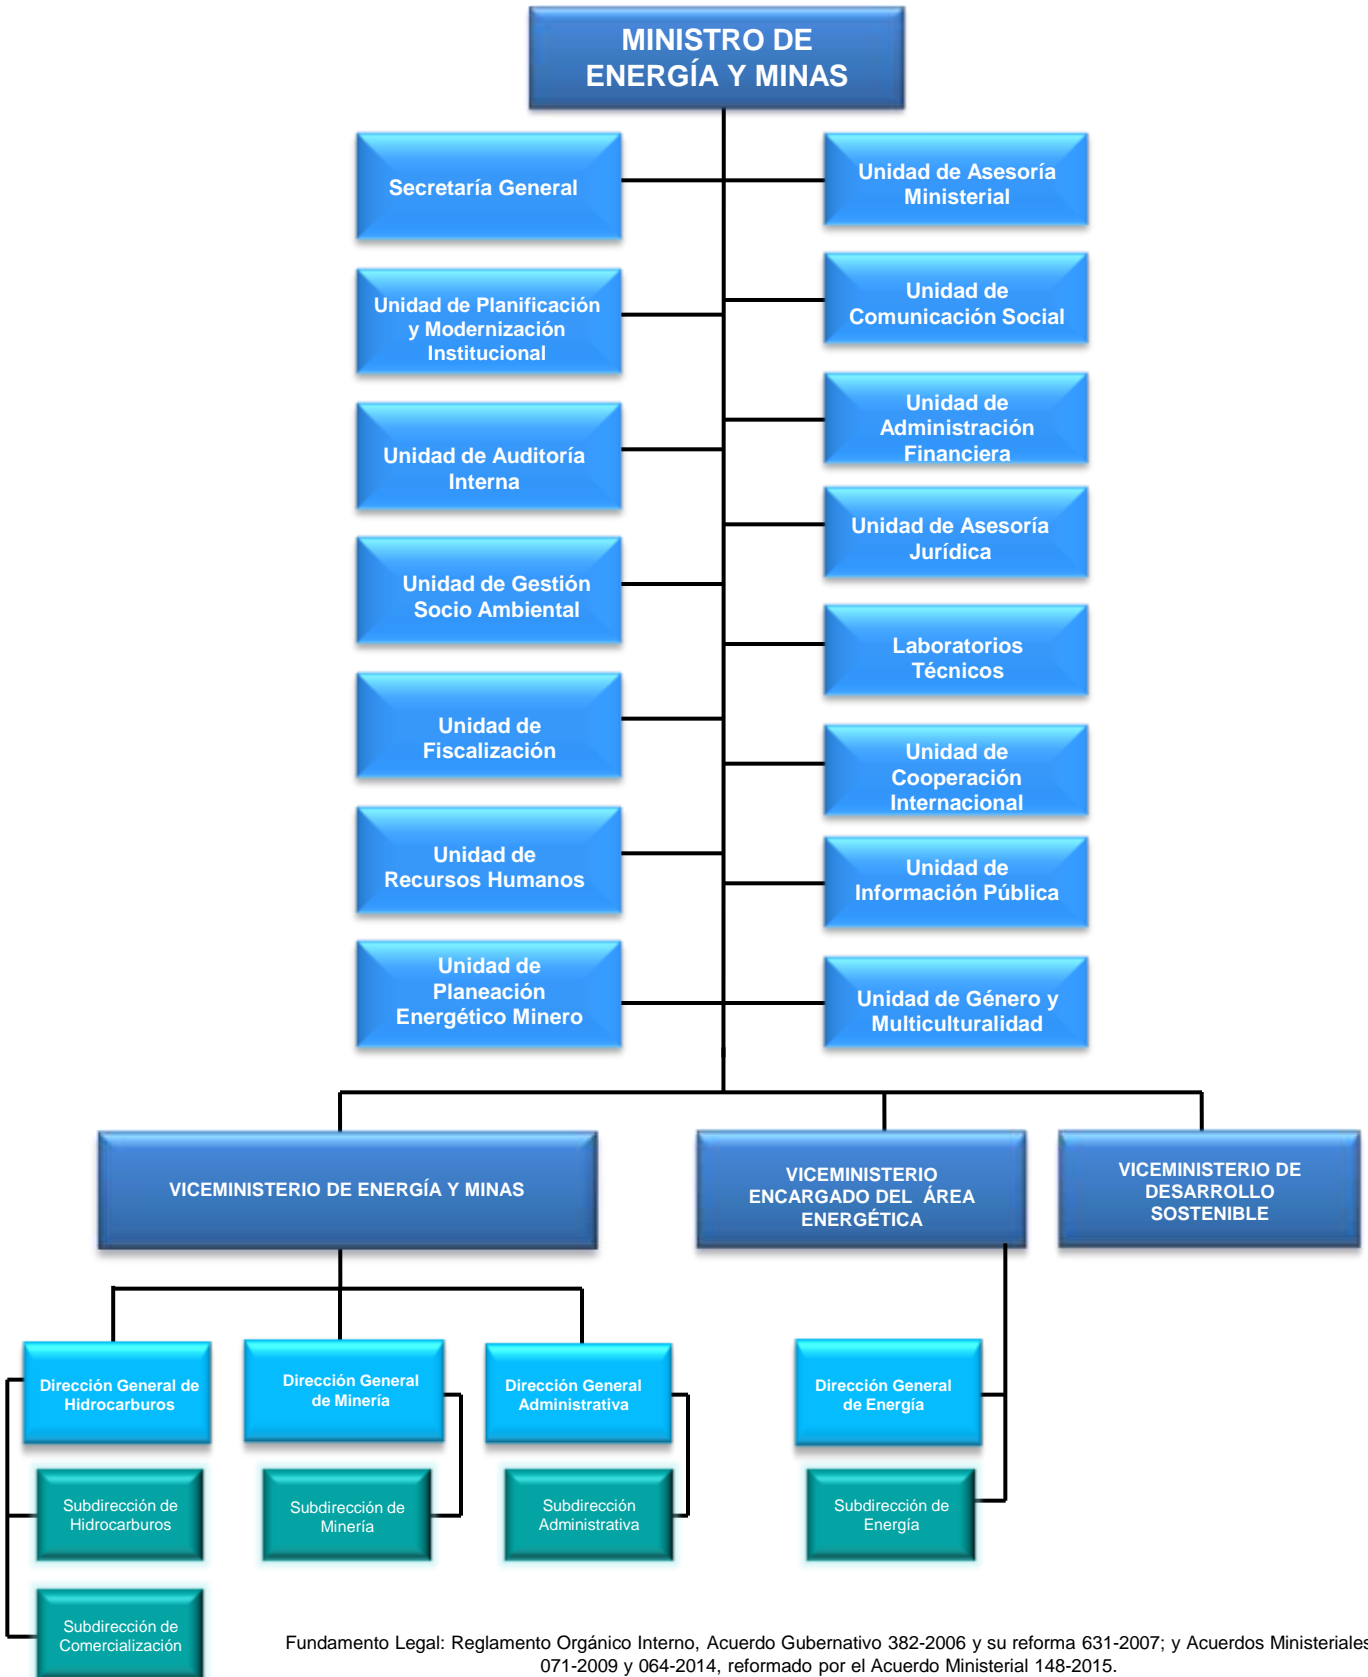 MINISTRO DE
ENERGÍA Y MINAS
Secretaría General
Unidad de Asesoría
Ministerial
Unidad de Planificación
y Modernización
Institucional
Unidad de
Comunicación Social
Unidad de Auditoría
Interna
Unidad de
Administración
Financiera
Unidad de Gestión
Socio Ambiental
Unidad de Asesoría
Jurídica
Unidad de
Fiscalización
Laboratorios
Técnicos
Unidad de
Recursos Humanos
Unidad de
Cooperación
Internacional
Unidad de
Planeación
Energético Minero
Unidad de
Información Pública
Unidad de Género y
Multiculturalidad
VICEMINISTERIO DE ENERGÍA Y MINAS
VICEMINISTERIO
ENCARGADO DEL ÁREA
ENERGÉTICA
VICEMINISTERIO DE
DESARROLLO
SOSTENIBLE
Dirección General de
Hidrocarburos
Dirección General
de Minería
Dirección General
Administrativa
Dirección General
de Energía
Subdirección de
Hidrocarburos
Subdirección de
Minería
Subdirección
Administrativa
Subdirección de
Energía
Subdirección de
Comercialización
Fundamento Legal: Reglamento Orgánico Interno, Acuerdo Gubernativo 382-2006 y su reforma 631-2007; y Acuerdos Ministeriales
071-2009 y 064-2014, reformado por el Acuerdo Ministerial 148-2015.